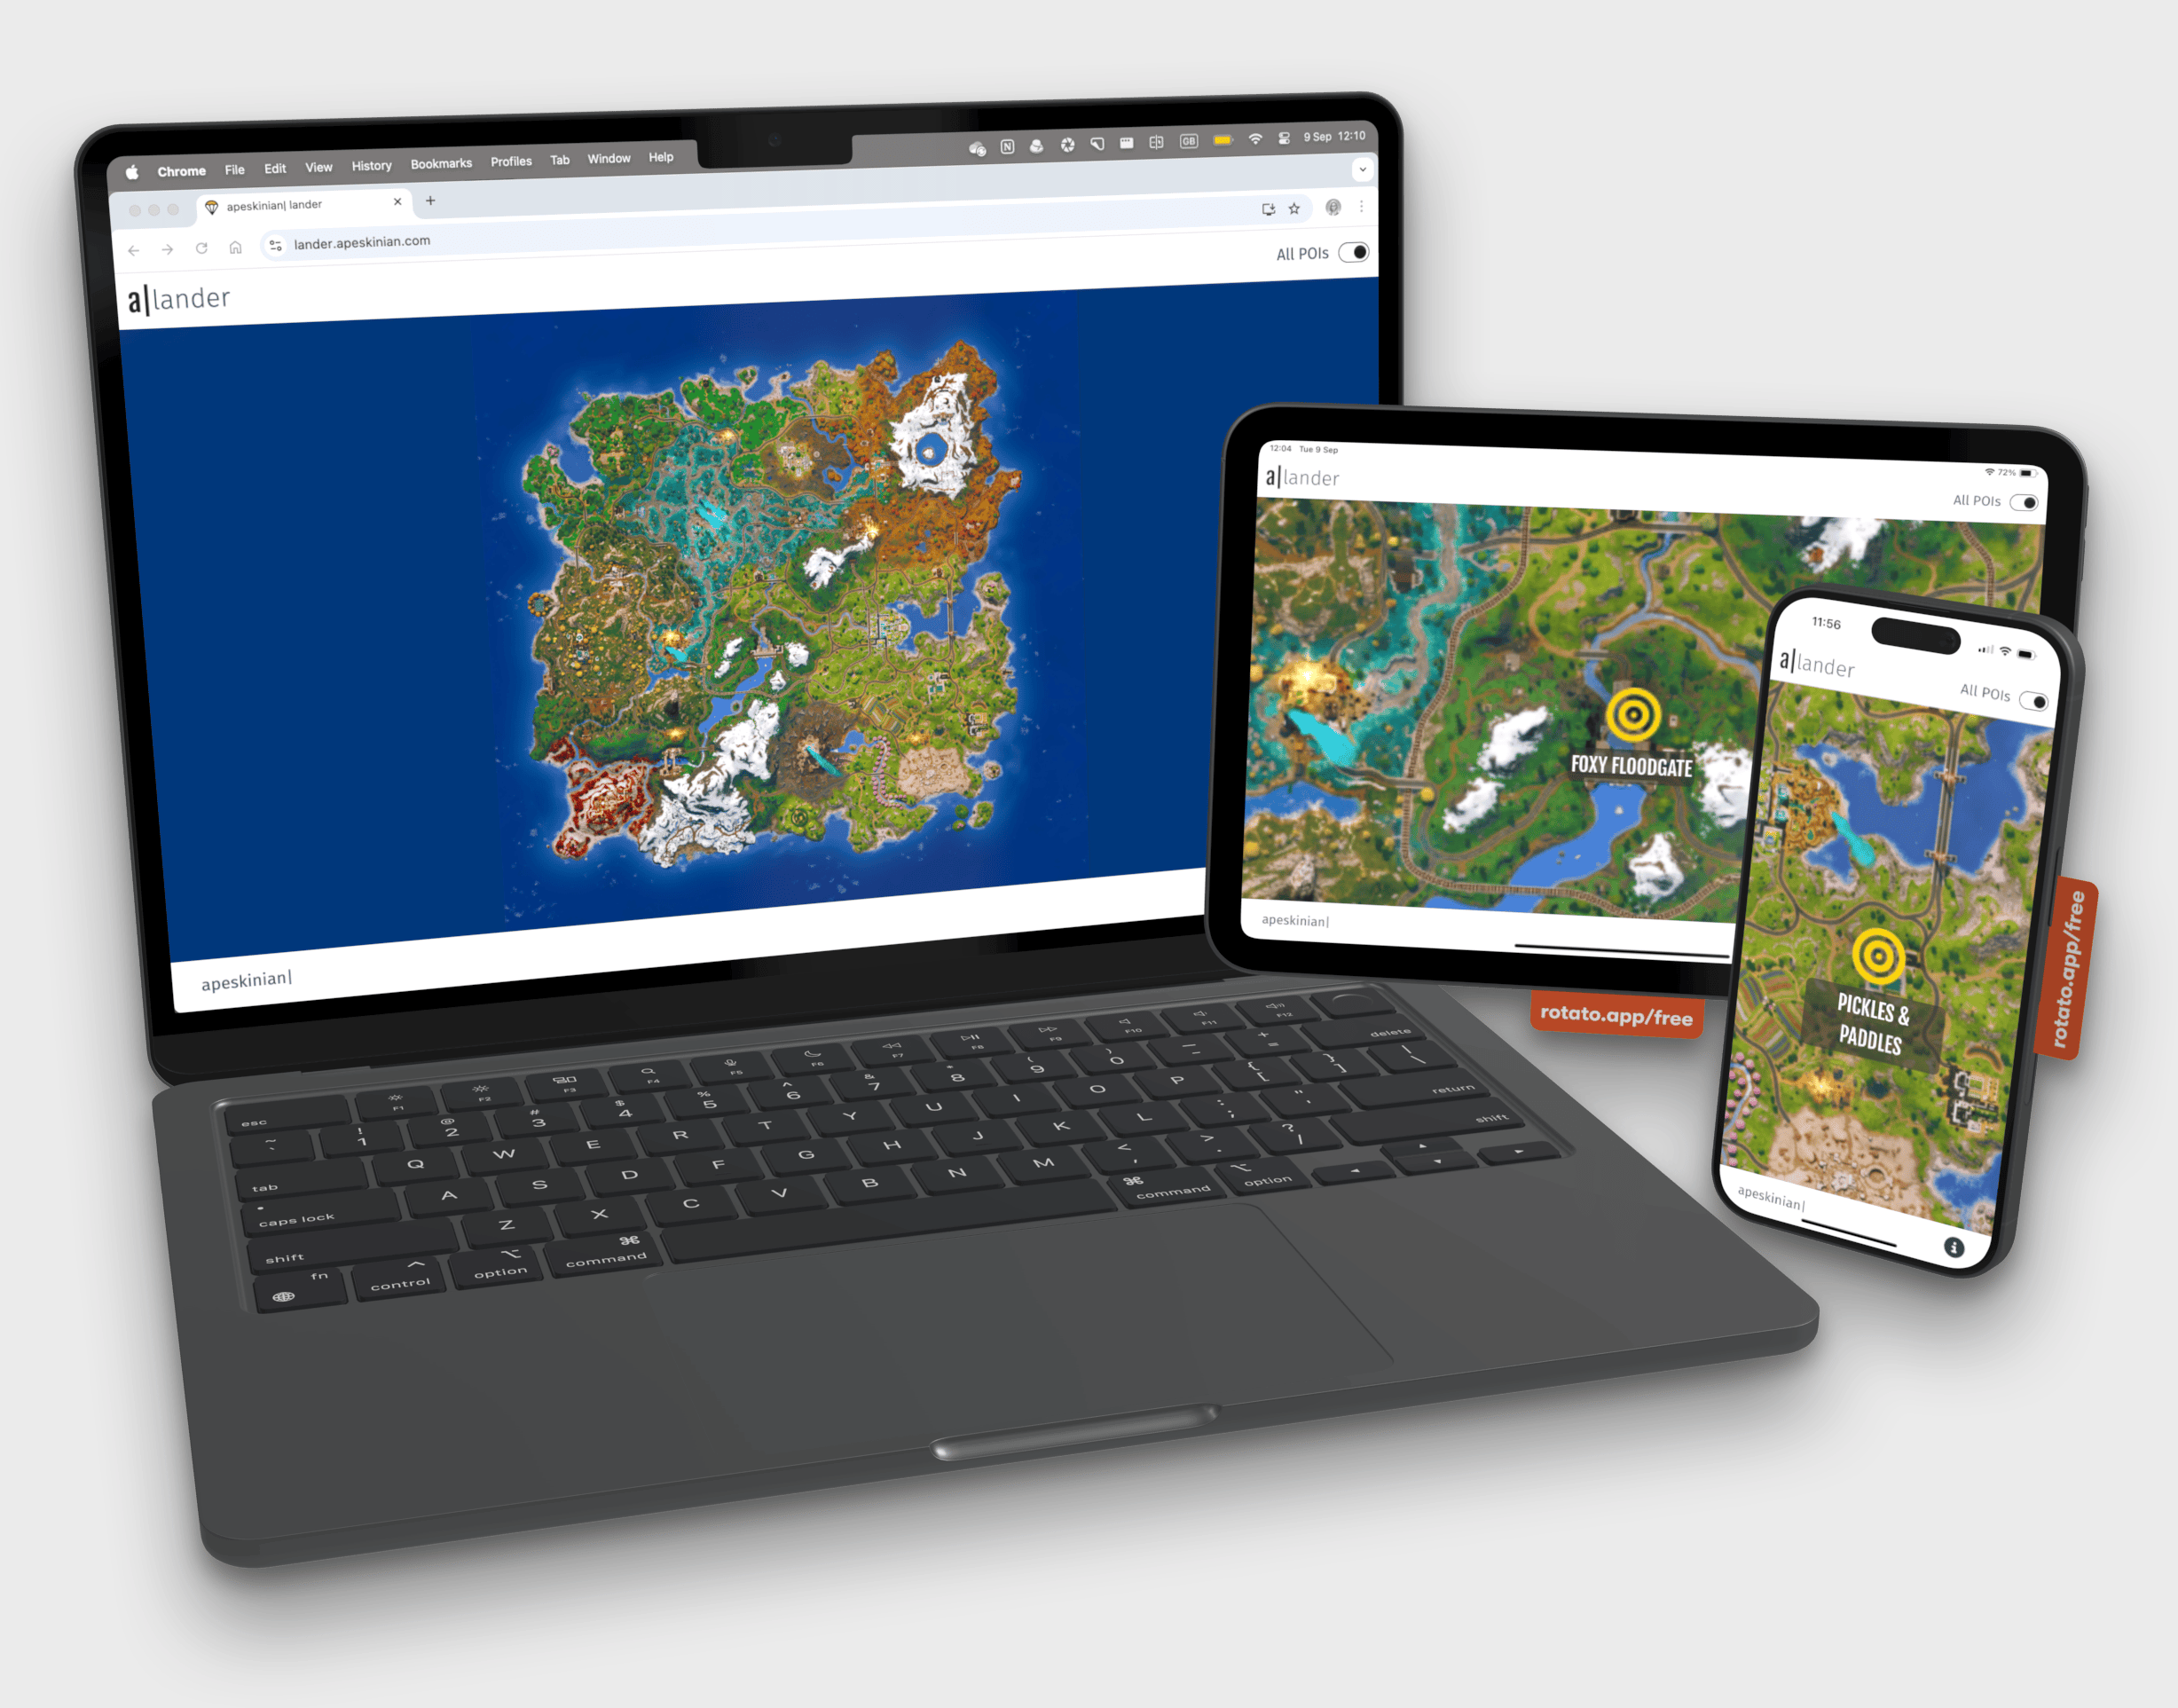 Chrome File Edit View History Bookmarks Profiles Tab Window Help GB 9 Sep 12:10
apeskinian| lander
lander.apeskinian.com
All POIs
a|lander
apeskinian|
12:04 Tue 9 Sep 72%
a|lander
All POIs
FOXY FLOODGATE
apeskinian|
11:56
a|lander
All POIs
PICKLES &
PADDLES
apeskinian|
rotato.app/free
rotato.app/free
esc F1 F2 F3 F4 F5 F6 F7 F8 F9 F10 F11 F12
~ ` ! 1 @ 2 # 3 $ 4 % 5 ^ 6 & 7 * 8 ( 9 ) 0 _ - + = delete
tab Q W E R T Y U I O P { [ } ] | \
caps lock A S D F G H J K L : ; " ' return
shift Z X C V B N M < , > . ? / shift
fn control option ⌘ command ⌘ command option